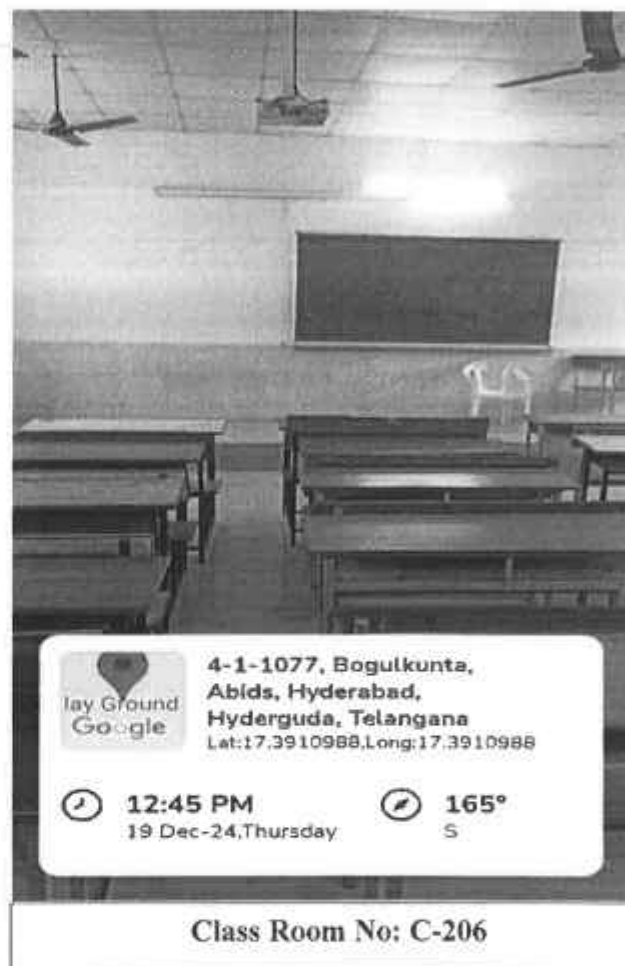 lay Ground
Google
4-1-1077, Bogulkunta,
Abids, Hyderabad,
Hyderguda, Telangana
Lat:17.3910988,Long:17.3910988
12:45 PM
19 Dec-24,Thursday
165°
S
Class Room No: C-206